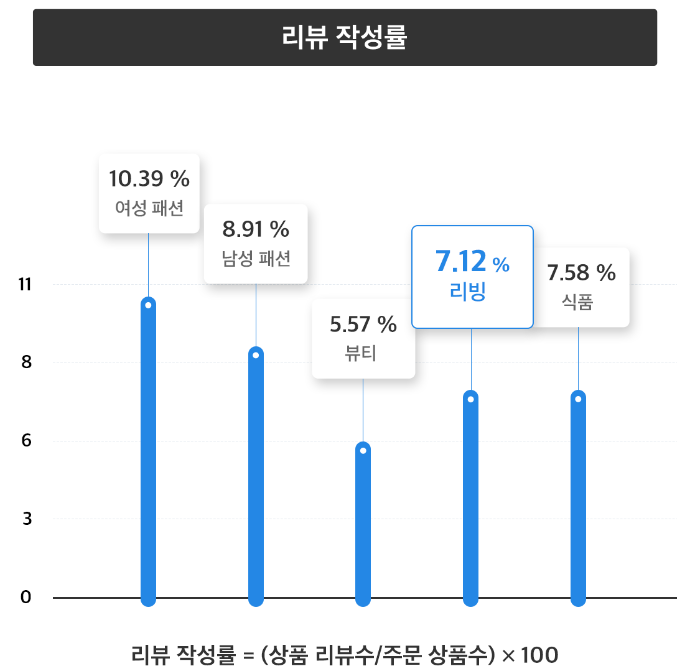 리뷰 작성률
10.39 %
여성 패션
8.91 %
남성 패션
5.57 %
뷰티
7.12 %
리빙
7.58 %
식품
11
8
6
3
0
리뷰 작성률 = (상품 리뷰수/주문 상품수) × 100